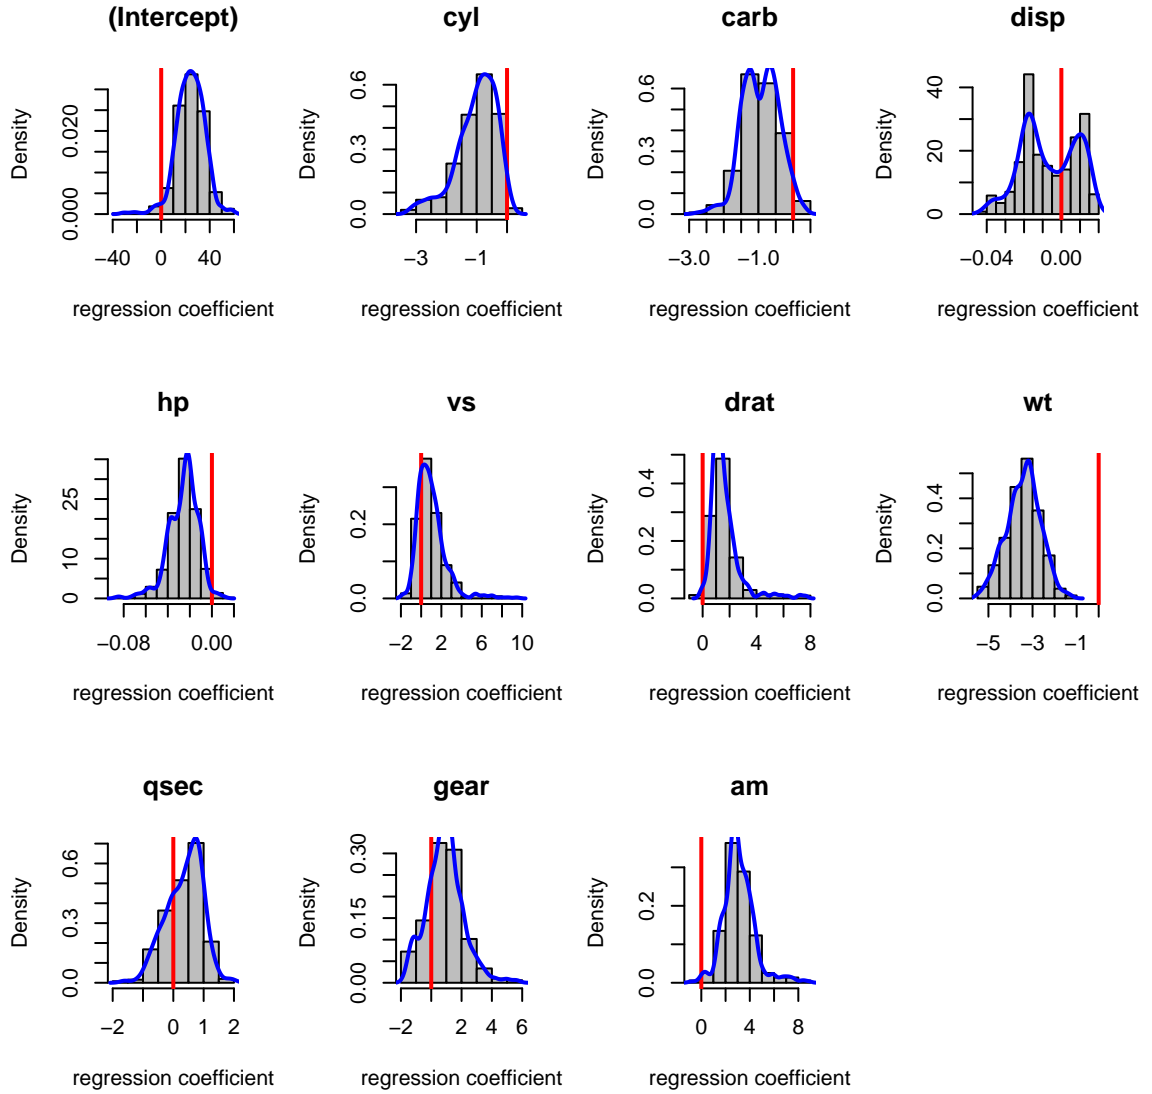 (Intercept) cyl carb disp
Density Density Density Density
0.000 0.020
0.0 0.3 0.6
0.0 0.3 0.6
0 20 40
−40 0 40
−3 −1
−3.0 −1.0
−0.04 0.00
regression coefficient regression coefficient regression coefficient regression coefficient
hp vs drat wt
Density Density Density Density
0 10 25
0.0 0.2
0.0 0.2 0.4
0.0 0.2 0.4
−0.08 0.00
−2 2 6 10
0 4 8
−5 −3 −1
regression coefficient regression coefficient regression coefficient regression coefficient
qsec gear am
Density Density Density
0.0 0.3 0.6
0.00 0.15 0.30
0.0 0.2
−2 0 1 2
−2 2 4 6
0 4 8
regression coefficient regression coefficient regression coefficient